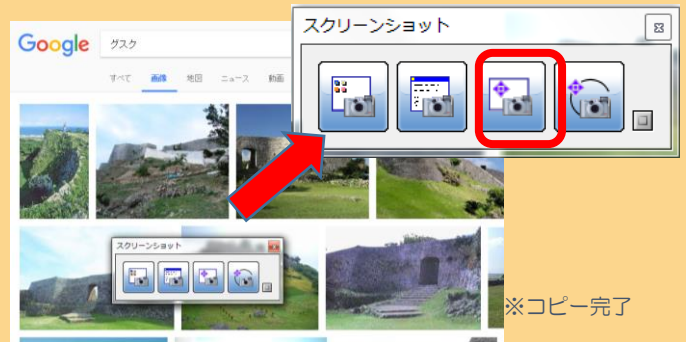 スクリーンショット
Google
グスク
すべて 画像 地図 ニュース 動画
スクリーンショット
※コピー完了